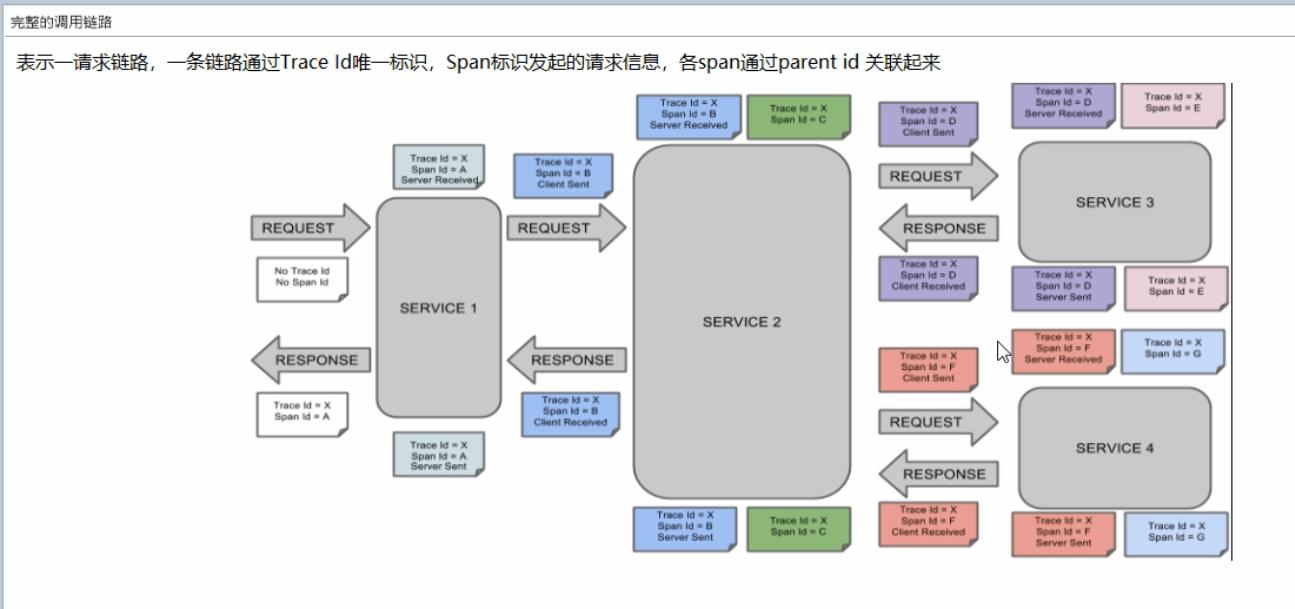 完整的调用链路
表示一请求链路，一条链路通过Trace Id唯一标识，Span标识发起的请求信息，各span通过parent id 关联起来
REQUEST
No Trace Id
No Span Id
RESPONSE
Trace Id = X
Span Id = A
Trace Id = X
Span Id = A
Server Received
SERVICE 1
Trace Id = X
Span Id = A
Server Sent
Trace Id = X
Span Id = B
Client Sent
REQUEST
RESPONSE
Trace Id = X
Span Id = B
Client Received
Trace Id = X
Span Id = B
Server Received
Trace Id = X
Span Id = C
SERVICE 2
Trace Id = X
Span Id = B
Server Sent
Trace Id = X
Span Id = C
Trace Id = X
Span Id = D
Client Sent
REQUEST
RESPONSE
Trace Id = X
Span Id = D
Client Received
Trace Id = X
Span Id = D
Server Received
Trace Id = X
Span Id = E
SERVICE 3
Trace Id = X
Span Id = D
Server Sent
Trace Id = X
Span Id = E
Trace Id = X
Span Id = F
Client Sent
REQUEST
RESPONSE
Trace Id = X
Span Id = F
Client Received
Trace Id = X
Span Id = F
Server Received
Trace Id = X
Span Id = G
SERVICE 4
Trace Id = X
Span Id = F
Server Sent
Trace Id = X
Span Id = G